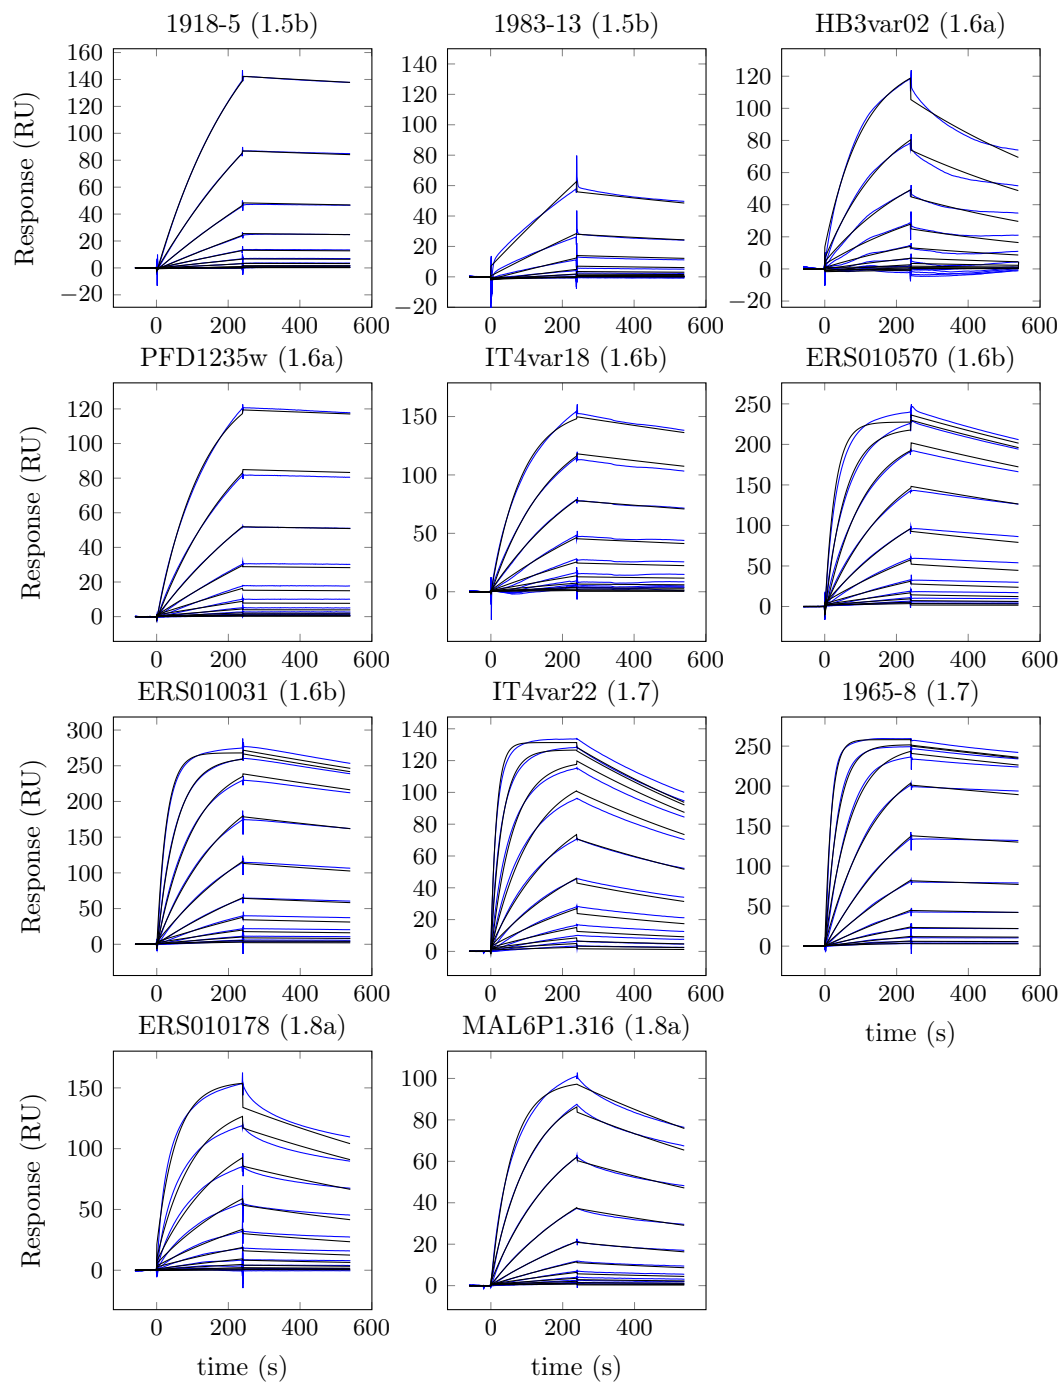 1918-5 (1.5b)
1983-13 (1.5b)
HB3var02 (1.6a)
Response (RU)
160
140
120
100
80
60
40
20
0
−20
0 200 400 600
140
120
100
80
60
40
20
0
−20
0 200 400 600
120
100
80
60
40
20
0
−20
0 200 400 600
PFD1235w (1.6a)
IT4var18 (1.6b)
ERS010570 (1.6b)
Response (RU)
120
100
80
60
40
20
0
0 200 400 600
150
100
50
0
0 200 400 600
250
200
150
100
50
0
0 200 400 600
ERS010031 (1.6b)
IT4var22 (1.7)
1965-8 (1.7)
Response (RU)
300
250
200
150
100
50
0
0 200 400 600
140
120
100
80
60
40
20
0
0 200 400 600
250
200
150
100
50
0
0 200 400 600
time (s)
ERS010178 (1.8a)
MAL6P1.316 (1.8a)
Response (RU)
150
100
50
0
0 200 400 600
time (s)
100
80
60
40
20
0
0 200 400 600
time (s)